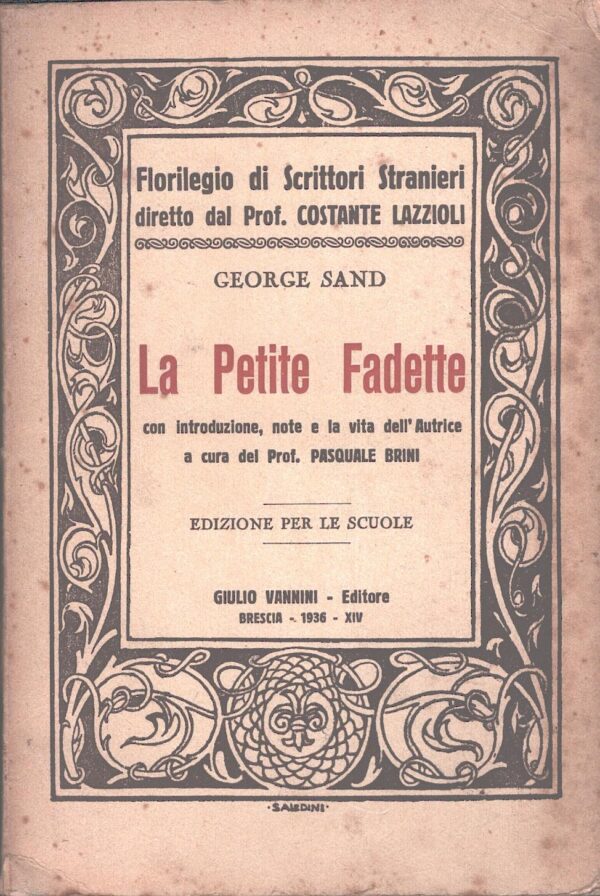 Florilegio di Scrittori Stranieri
diretto dal Prof. COSTANTE LAZZIOLI
GEORGE SAND
La Petite Fadette
con introduzione, note e la vita dell'Autrice
a cura del Prof. PASQUALE BRINI
EDIZIONE PER LE SCUOLE
GIULIO VANNINI - Editore
BRESCIA - 1936 - XIV